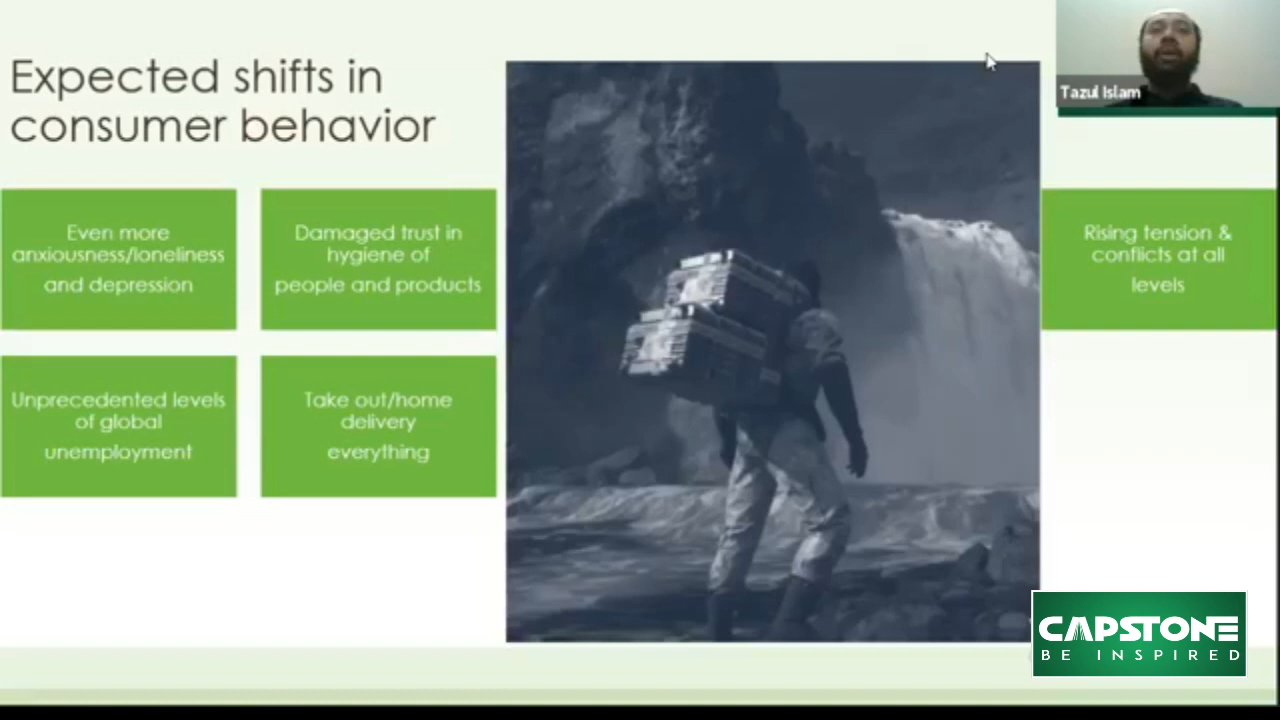 Expected shifts in
consumer behavior
Tazul Islam
Even more
anxiousness/loneliness
and depression
Damaged trust in
hygiene of
people and products
Rising tension &
conflicts at all
levels
Unprecedented levels
of global
unemployment
Take out/home
delivery
everything
CAPSTONE
BE INSPIRED